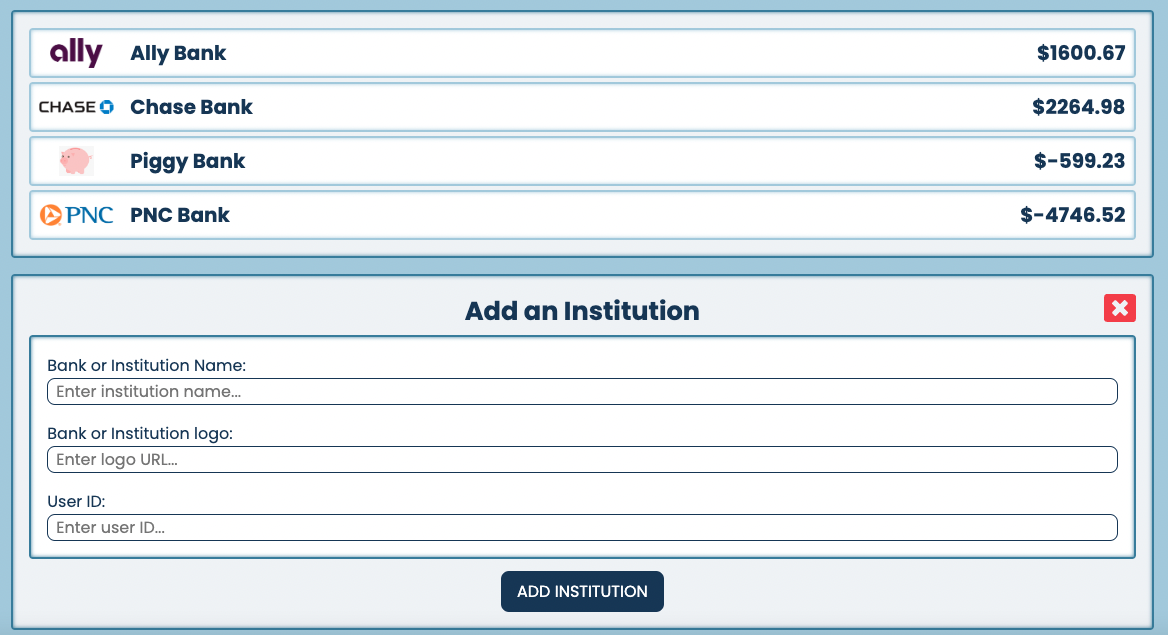 ally Ally Bank $1600.67
CHASE Chase Bank $2264.98
Piggy Bank $-599.23
PNC PNC Bank $-4746.52
Add an Institution
Bank or Institution Name:
Enter institution name...
Bank or Institution logo:
Enter logo URL...
User ID:
Enter user ID...
ADD INSTITUTION